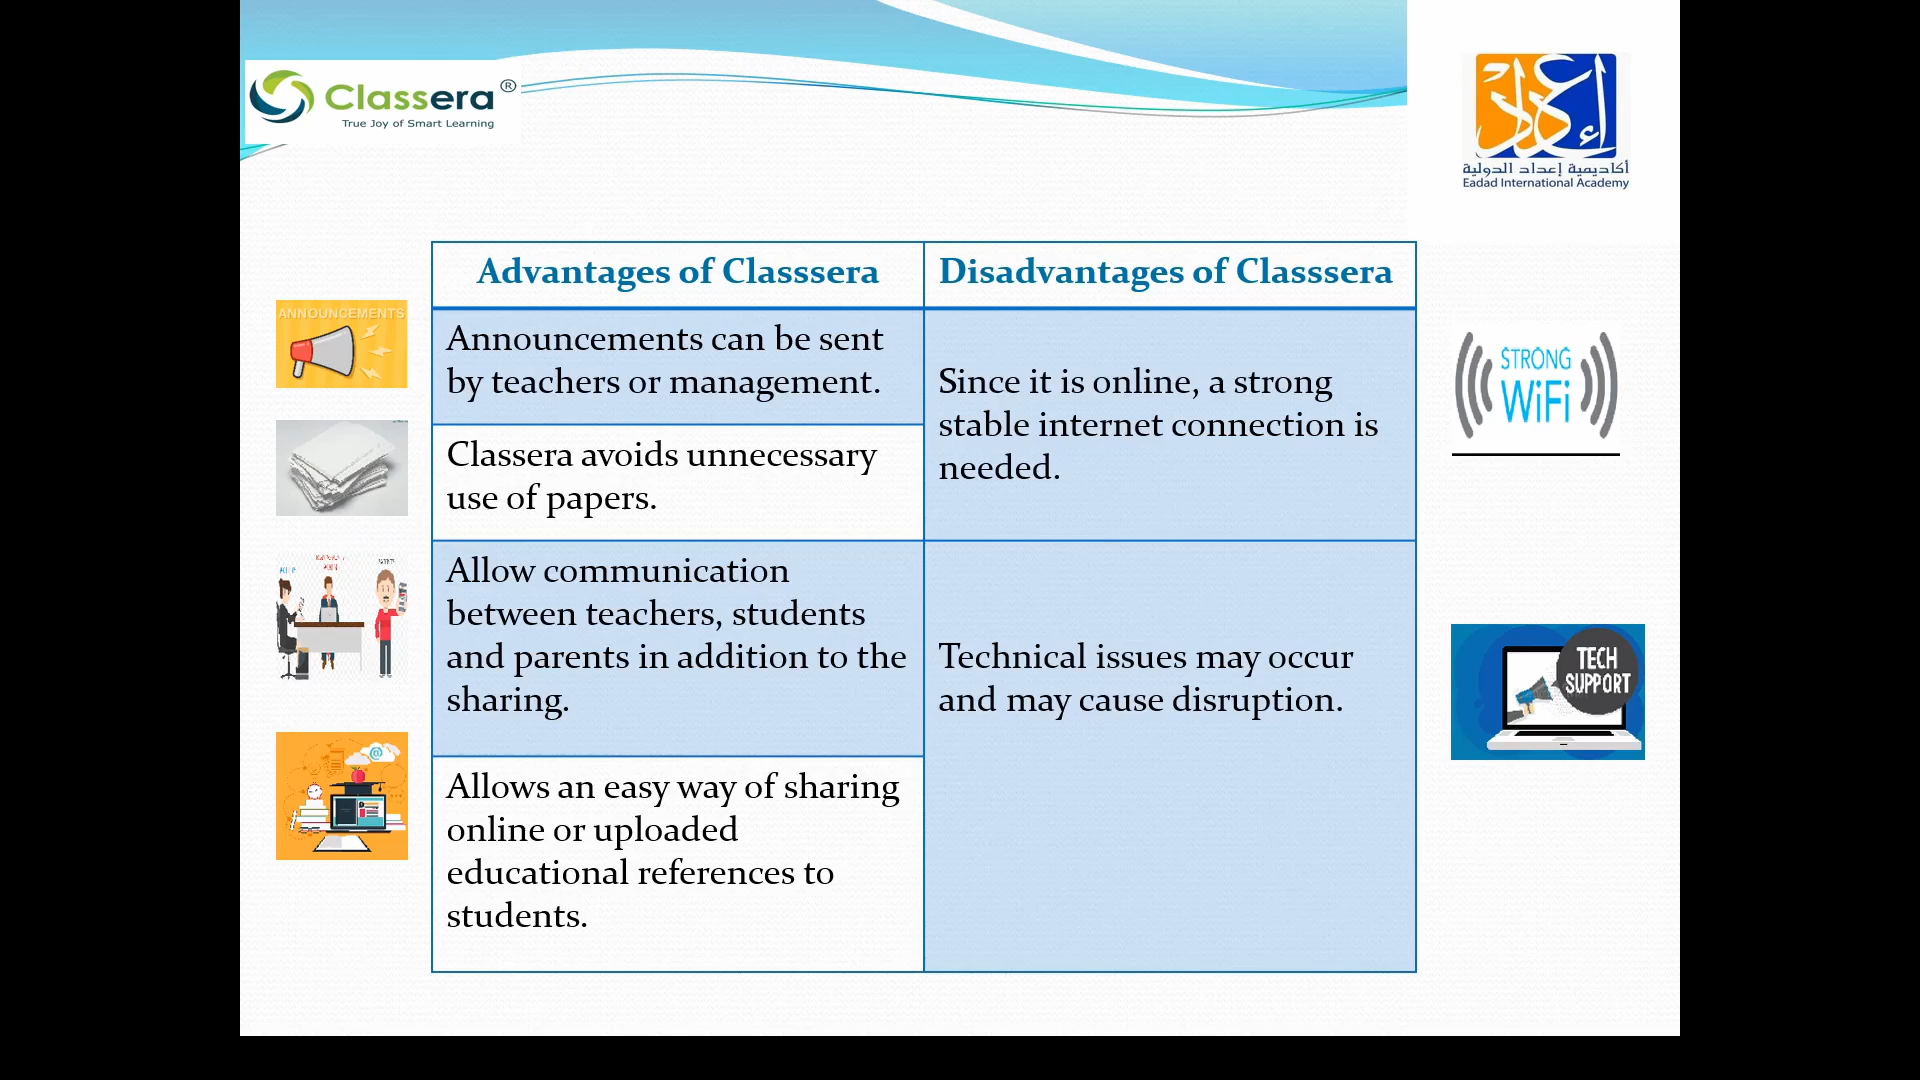 Classera®
True Joy of Smart Learning
إعداد
أكاديمية إعداد الدولية
Eadad International Academy
Advantages of Classsera
Disadvantages of Classsera
ANNOUNCEMENTS
Announcements can be sent
by teachers or management.
Classera avoids unnecessary
use of papers.
Allow communication
between teachers, students
and parents in addition to the
sharing.
Allows an easy way of sharing
online or uploaded
educational references to
students.
Since it is online, a strong
stable internet connection is
needed.
Technical issues may occur
and may cause disruption.
STRONG
WiFi
TECH
SUPPORT